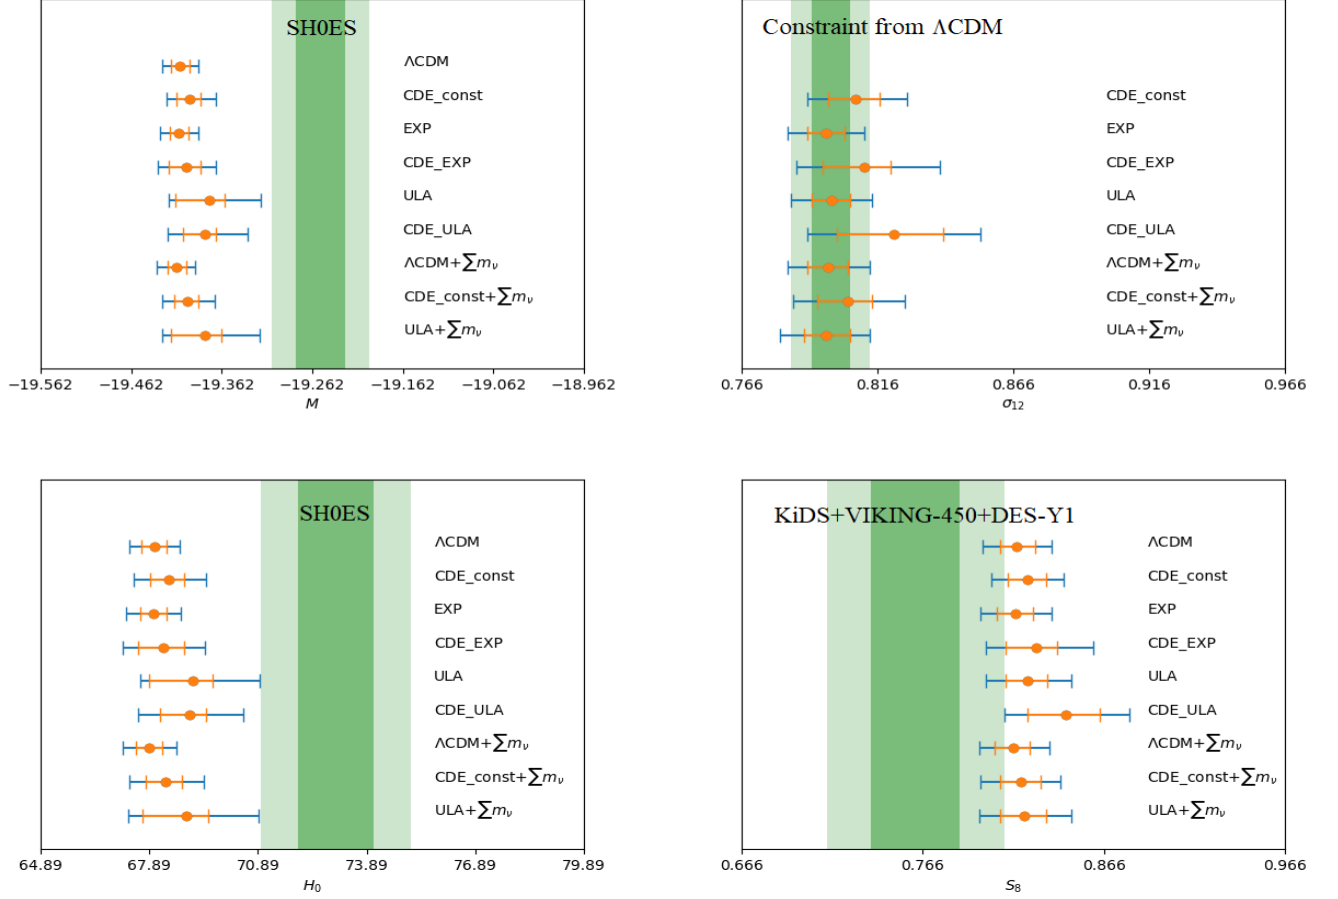 SH0ES
ΛCDM
CDE_const
EXP
CDE_EXP
ULA
CDE_ULA
ΛCDM+∑mν
CDE_const+∑mν
ULA+∑mν
−19.562 −19.462 −19.362 −19.262 −19.162 −19.062 −18.962
M
Constraint from ΛCDM
CDE_const
EXP
CDE_EXP
ULA
CDE_ULA
ΛCDM+∑mν
CDE_const+∑mν
ULA+∑mν
0.766 0.816 0.866 0.916 0.966
σ12
SH0ES
ΛCDM
CDE_const
EXP
CDE_EXP
ULA
CDE_ULA
ΛCDM+∑mν
CDE_const+∑mν
ULA+∑mν
64.89 67.89 70.89 73.89 76.89 79.89
H0
KiDS+VIKING-450+DES-Y1
ΛCDM
CDE_const
EXP
CDE_EXP
ULA
CDE_ULA
ΛCDM+∑mν
CDE_const+∑mν
ULA+∑mν
0.666 0.766 0.866 0.966
S8